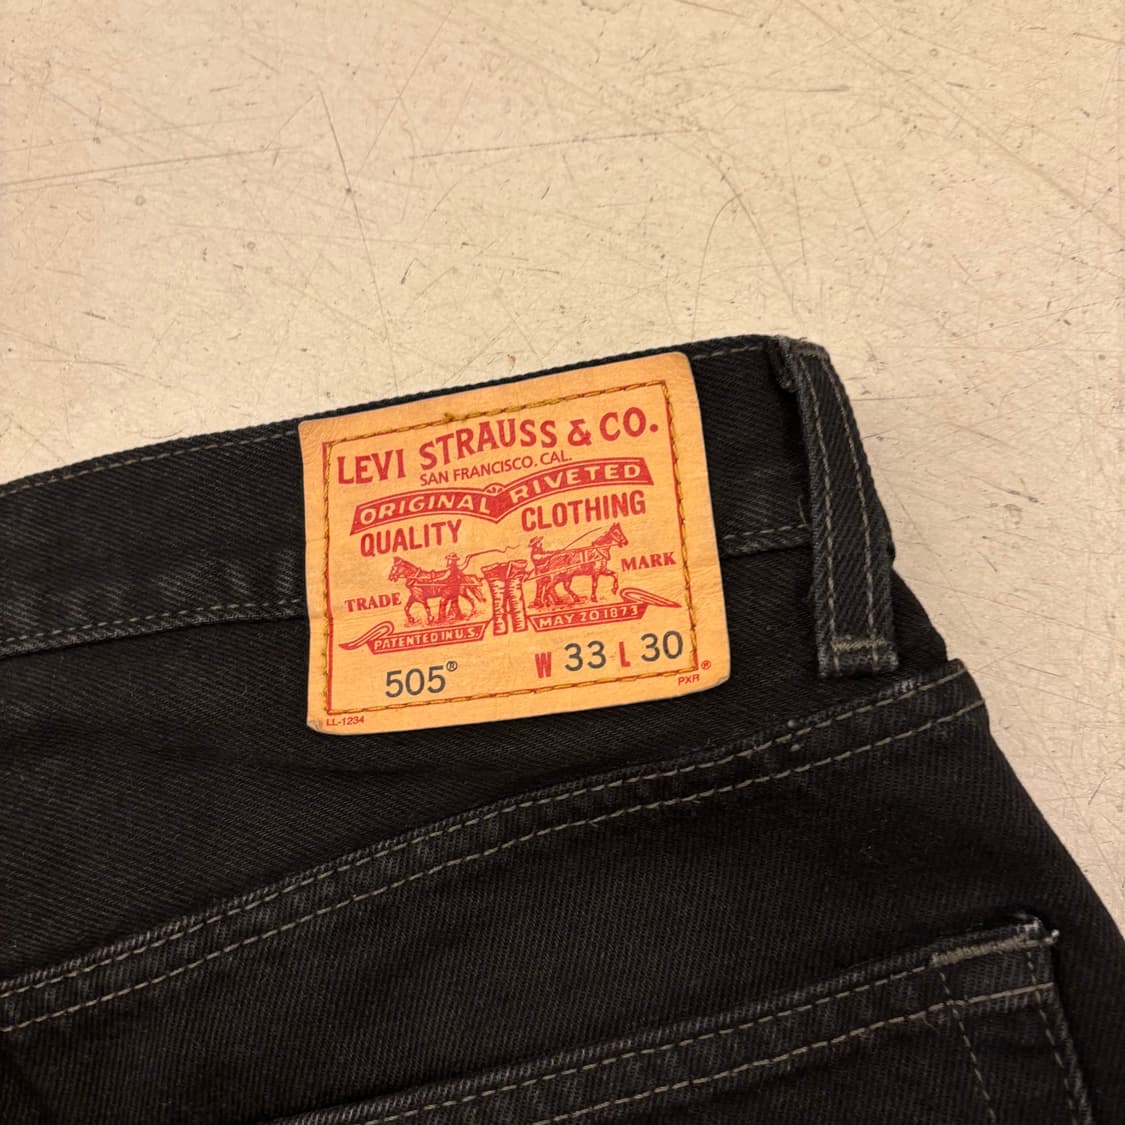 LEVI STRAUSS & CO.
SAN FRANCISCO, CAL.
ORIGINAL RIVETED
QUALITY CLOTHING
TRADE MARK
PATENTED IN U.S. MAY 20 1873
505® W 33 L 30
LL-1234 PXR ®